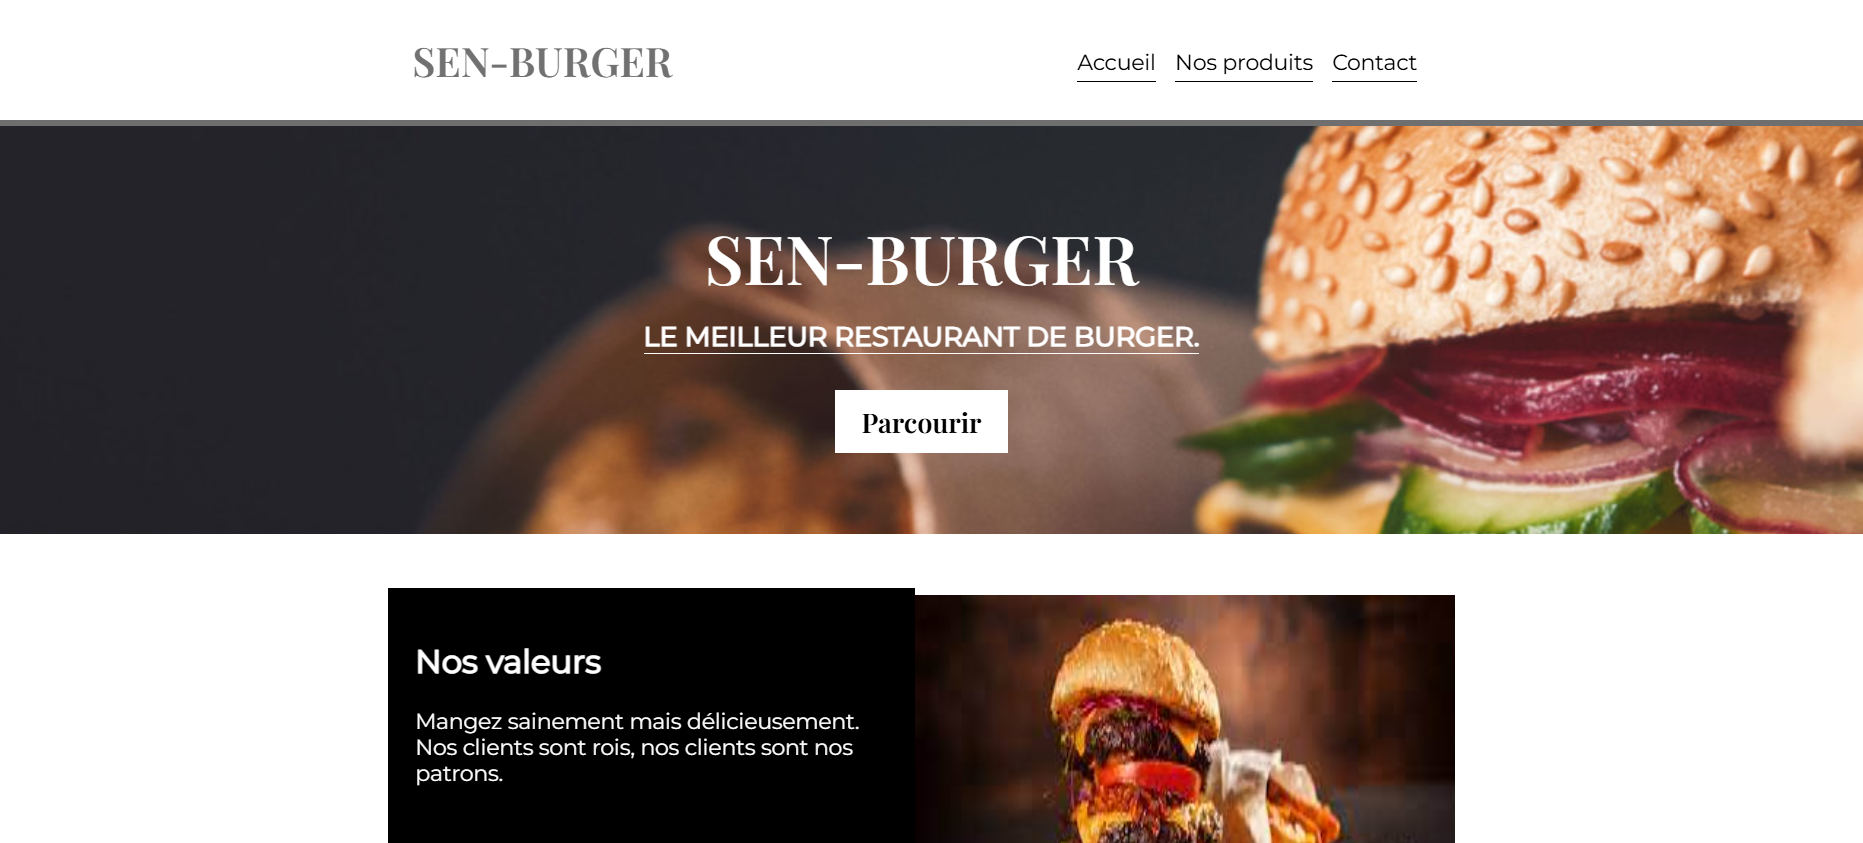 SEN-BURGER
Accueil Nos produits Contact
SEN-BURGER
LE MEILLEUR RESTAURANT DE BURGER.
Parcourir
Nos valeurs
Mangez sainement mais délicieusement.
Nos clients sont rois, nos clients sont nos
patrons.